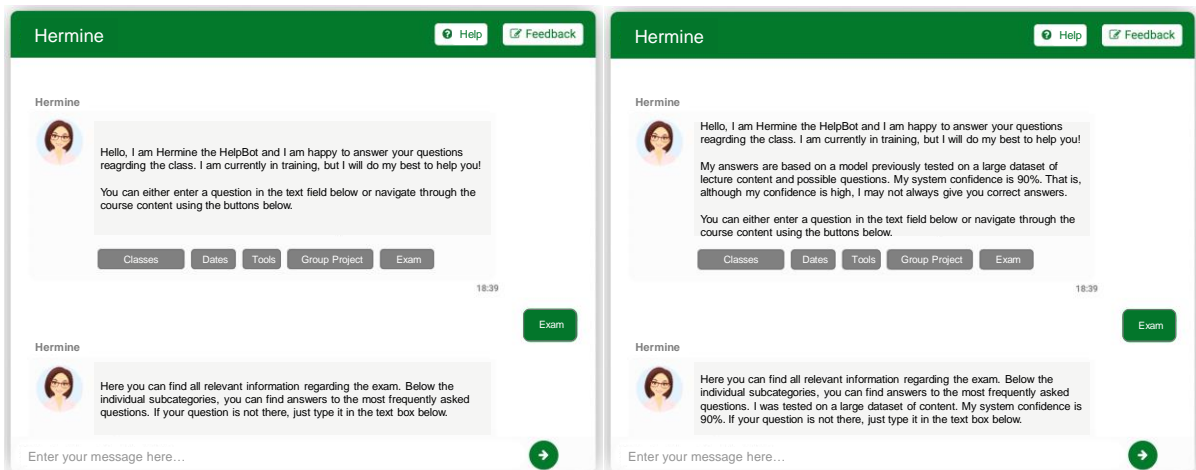 Hermine
Help
Feedback
Hermine
Hello, I am Hermine the HelpBot and I am happy to answer your questions
reagrding the class. I am currently in training, but I will do my best to help you!
You can either enter a question in the text field below or navigate through the
course content using the buttons below.
Classes
Dates
Tools
Group Project
Exam
18:39
Exam
Hermine
Here you can find all relevant information regarding the exam. Below the
individual subcategories, you can find answers to the most frequently asked
questions. If your question is not there, just type it in the text box below.
Enter your message here…
Hermine
Help
Feedback
Hermine
Hello, I am Hermine the HelpBot and I am happy to answer your questions
reagrding the class. I am currently in training, but I will do my best to help you!
My answers are based on a model previously tested on a large dataset of
lecture content and possible questions. My system confidence is 90%. That is,
although my confidence is high, I may not always give you correct answers.
You can either enter a question in the text field below or navigate through the
course content using the buttons below.
Classes
Dates
Tools
Group Project
Exam
18:39
Exam
Hermine
Here you can find all relevant information regarding the exam. Below the
individual subcategories, you can find answers to the most frequently asked
questions. I was tested on a large dataset of content. My system confidence is
90%. If your question is not there, just type it in the text box below.
Enter your message here…